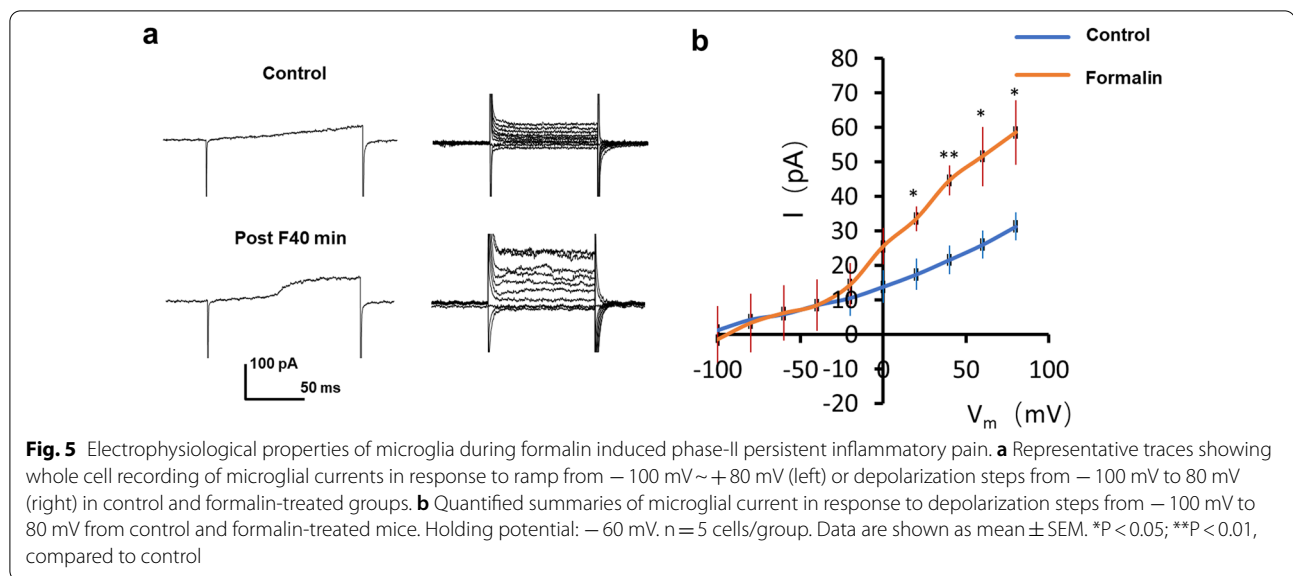 a
Control
Post F40 min
100 pA
50 ms
b
Control
Formalin
80
70
60
50
40
30
20
10
0
-10
-20
-100
-50
0
50
100
I (pA)
V_m (mV)
*
**
*
*
Fig. 5 Electrophysiological properties of microglia during formalin induced phase-II persistent inflammatory pain. a Representative traces showing
whole cell recording of microglial currents in response to ramp from − 100 mV ~ + 80 mV (left) or depolarization steps from − 100 mV to 80 mV
(right) in control and formalin-treated groups. b Quantified summaries of microglial current in response to depolarization steps from − 100 mV to
80 mV from control and formalin-treated mice. Holding potential: − 60 mV. n = 5 cells/group. Data are shown as mean ± SEM. *P < 0.05; **P < 0.01,
compared to control